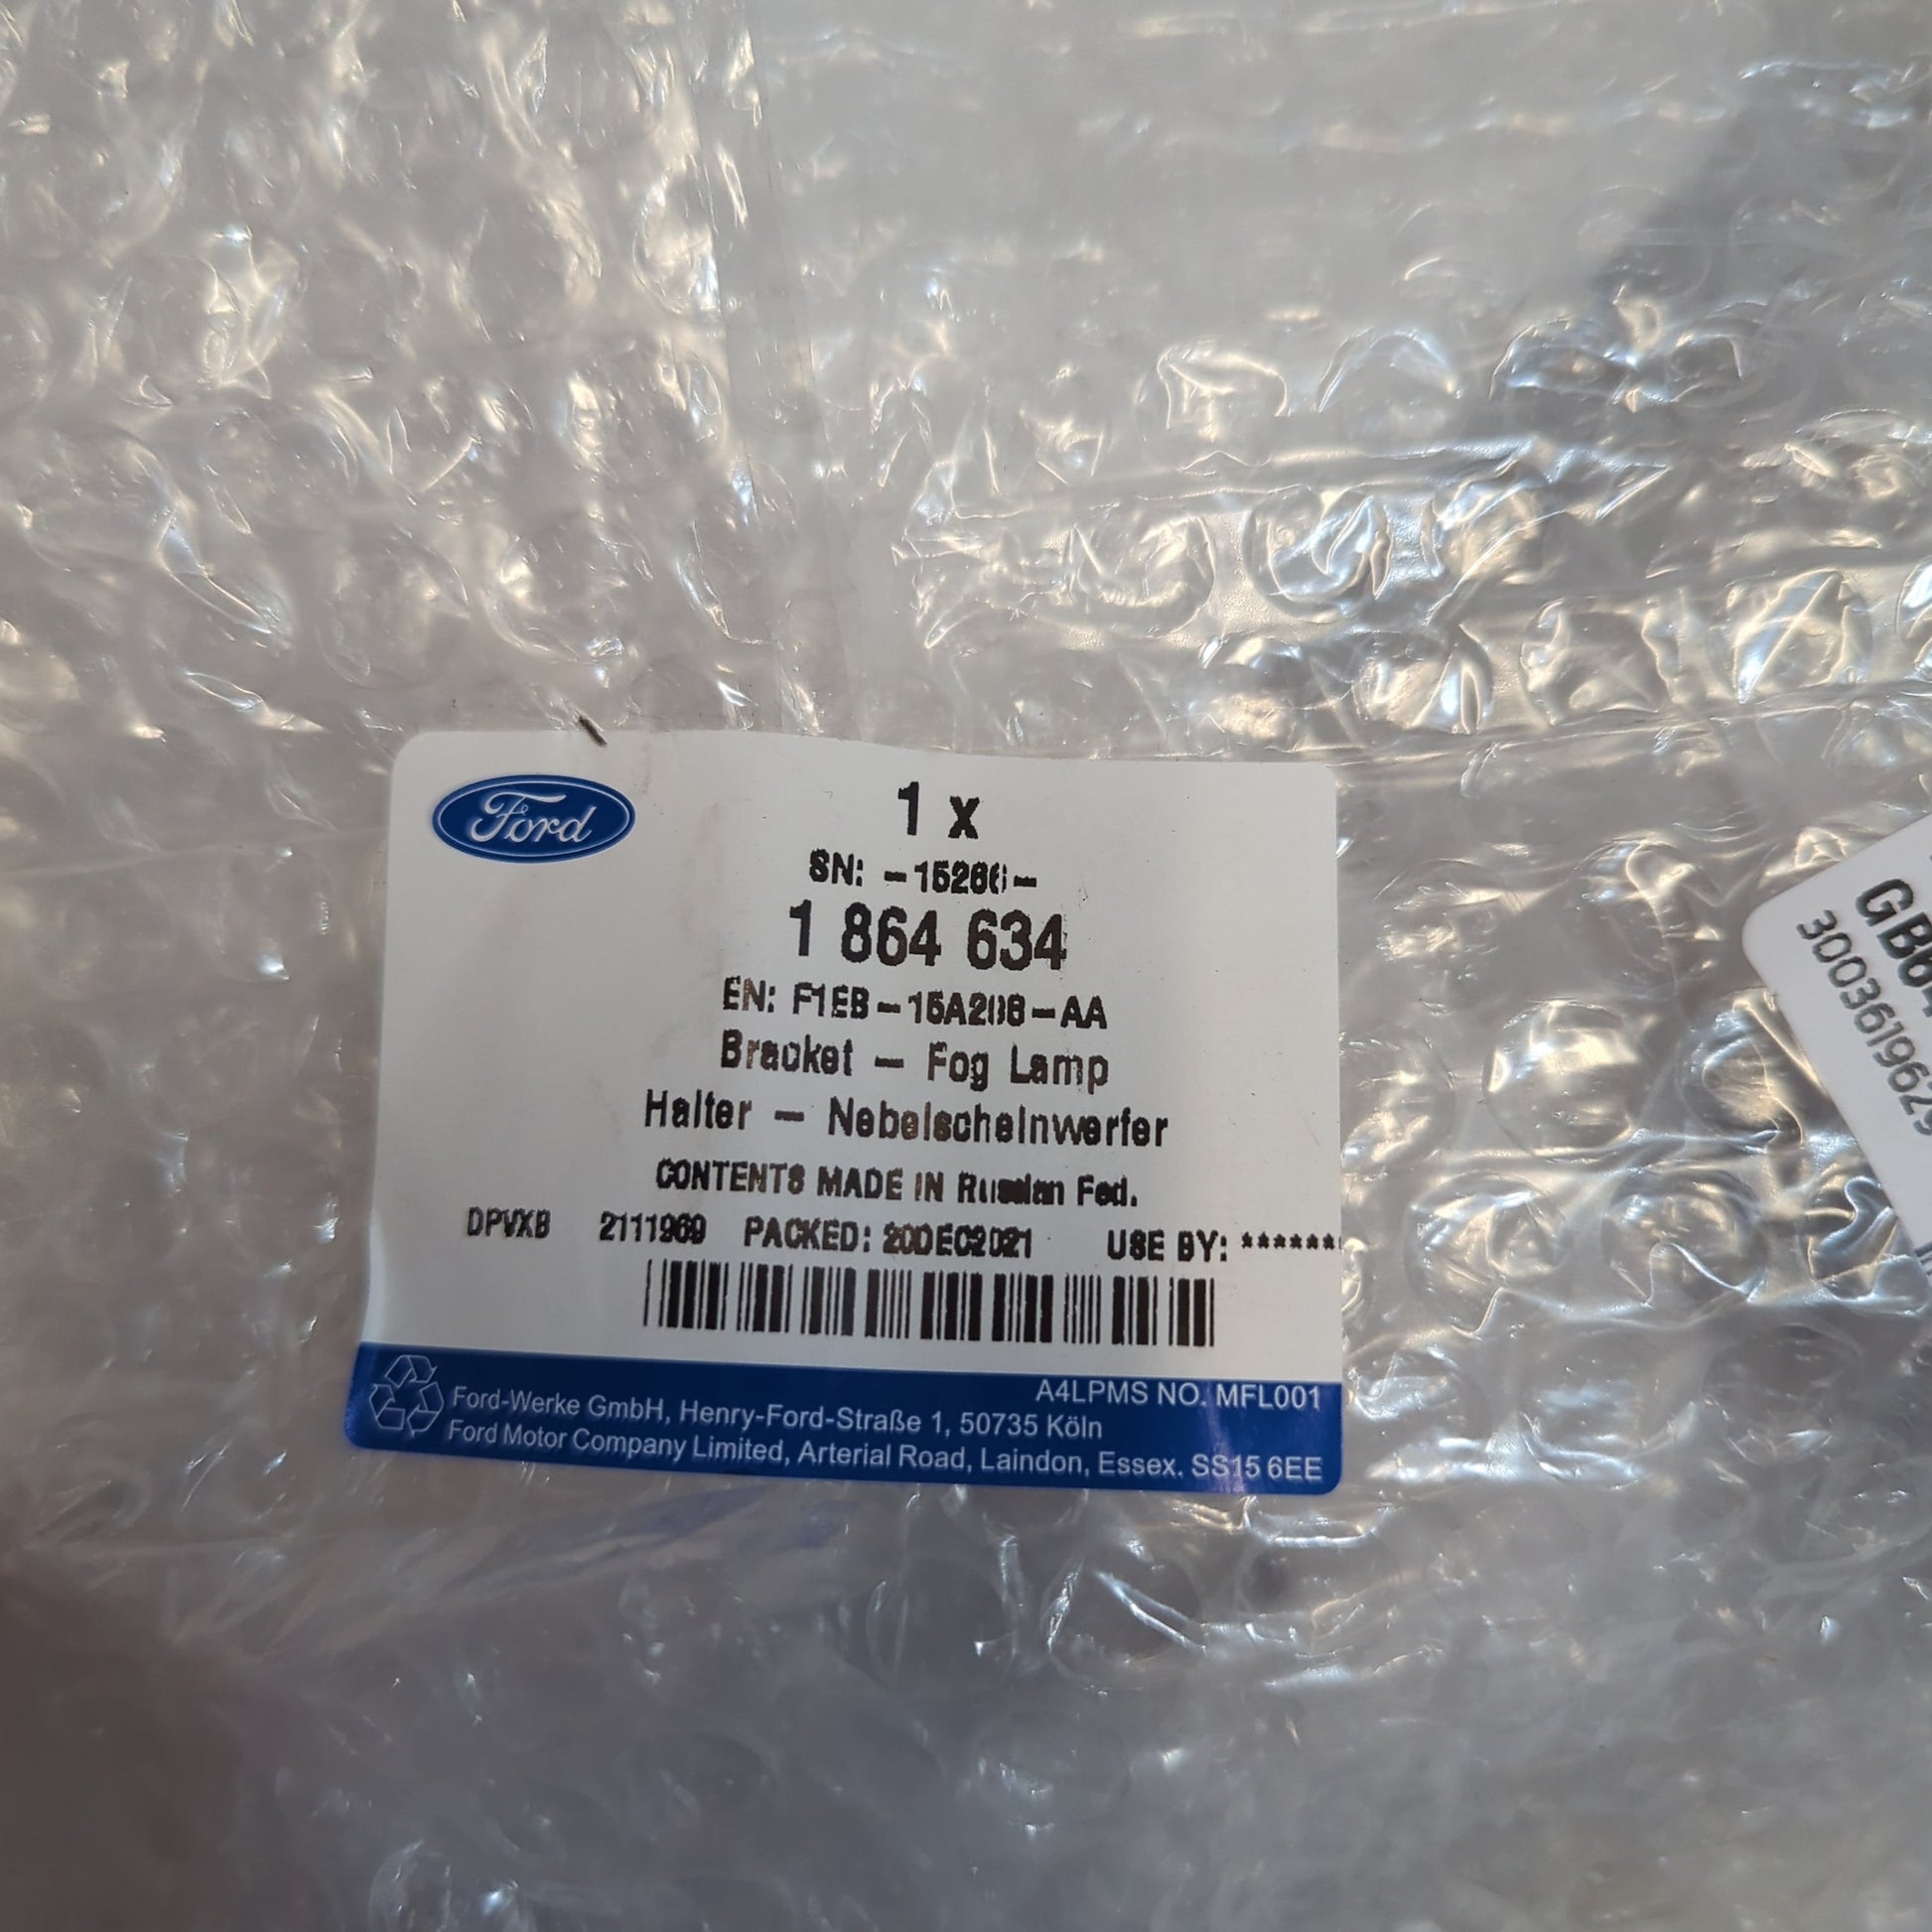 Ford
1 x
SN: -15266-
1 864 634
EN: F1EB-15A298-AA
Bracket - Fog Lamp
Halter - Nebelscheinwerfer
CONTENTS MADE IN Russian Fed.
DPVXB 2111969 PACKED: 20DEC2021 USE BY: ******
A4LPMS NO. MFL001
Ford-Werke GmbH, Henry-Ford-Straße 1, 50735 Köln
Ford Motor Company Limited, Arterial Road, Laindon, Essex. SS15 6EE
3003619629